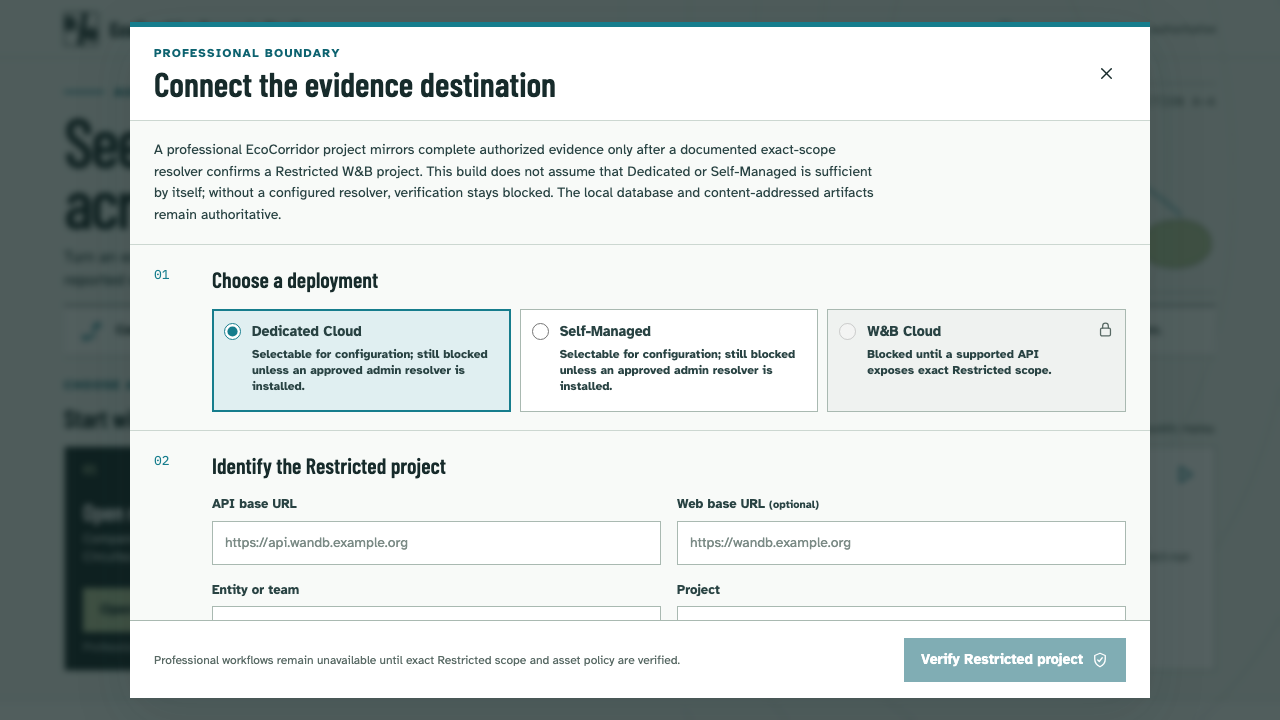 PROFESSIONAL BOUNDARY
Connect the evidence destination
A professional EcoCorridor project mirrors complete authorized evidence only after a documented exact-scope
resolver confirms a Restricted W&B project. This build does not assume that Dedicated or Self-Managed is sufficient
by itself; without a configured resolver, verification stays blocked. The local database and content-addressed artifacts
remain authoritative.
01
Choose a deployment
Dedicated Cloud
Selectable for configuration; still blocked
unless an approved admin resolver is
installed.
Self-Managed
Selectable for configuration; still blocked
unless an approved admin resolver is
installed.
W&B Cloud
Blocked until a supported API
exposes exact Restricted scope.
02
Identify the Restricted project
API base URL
Web base URL (optional)
https://api.wandb.example.org
https://wandb.example.org
Entity or team
Project
Professional workflows remain unavailable until exact Restricted scope and asset policy are verified.
Verify Restricted project